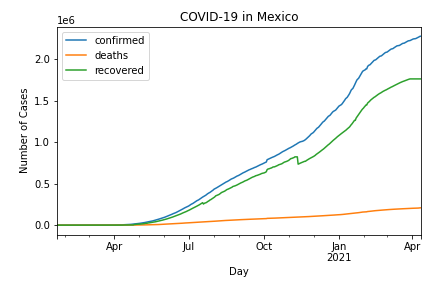 COVID-19 in Mexico
1e6
confirmed
deaths
recovered
2.0
1.5
1.0
0.5
0.0
Number of Cases
Apr
Jul
Oct
Jan
2021
Apr
Day